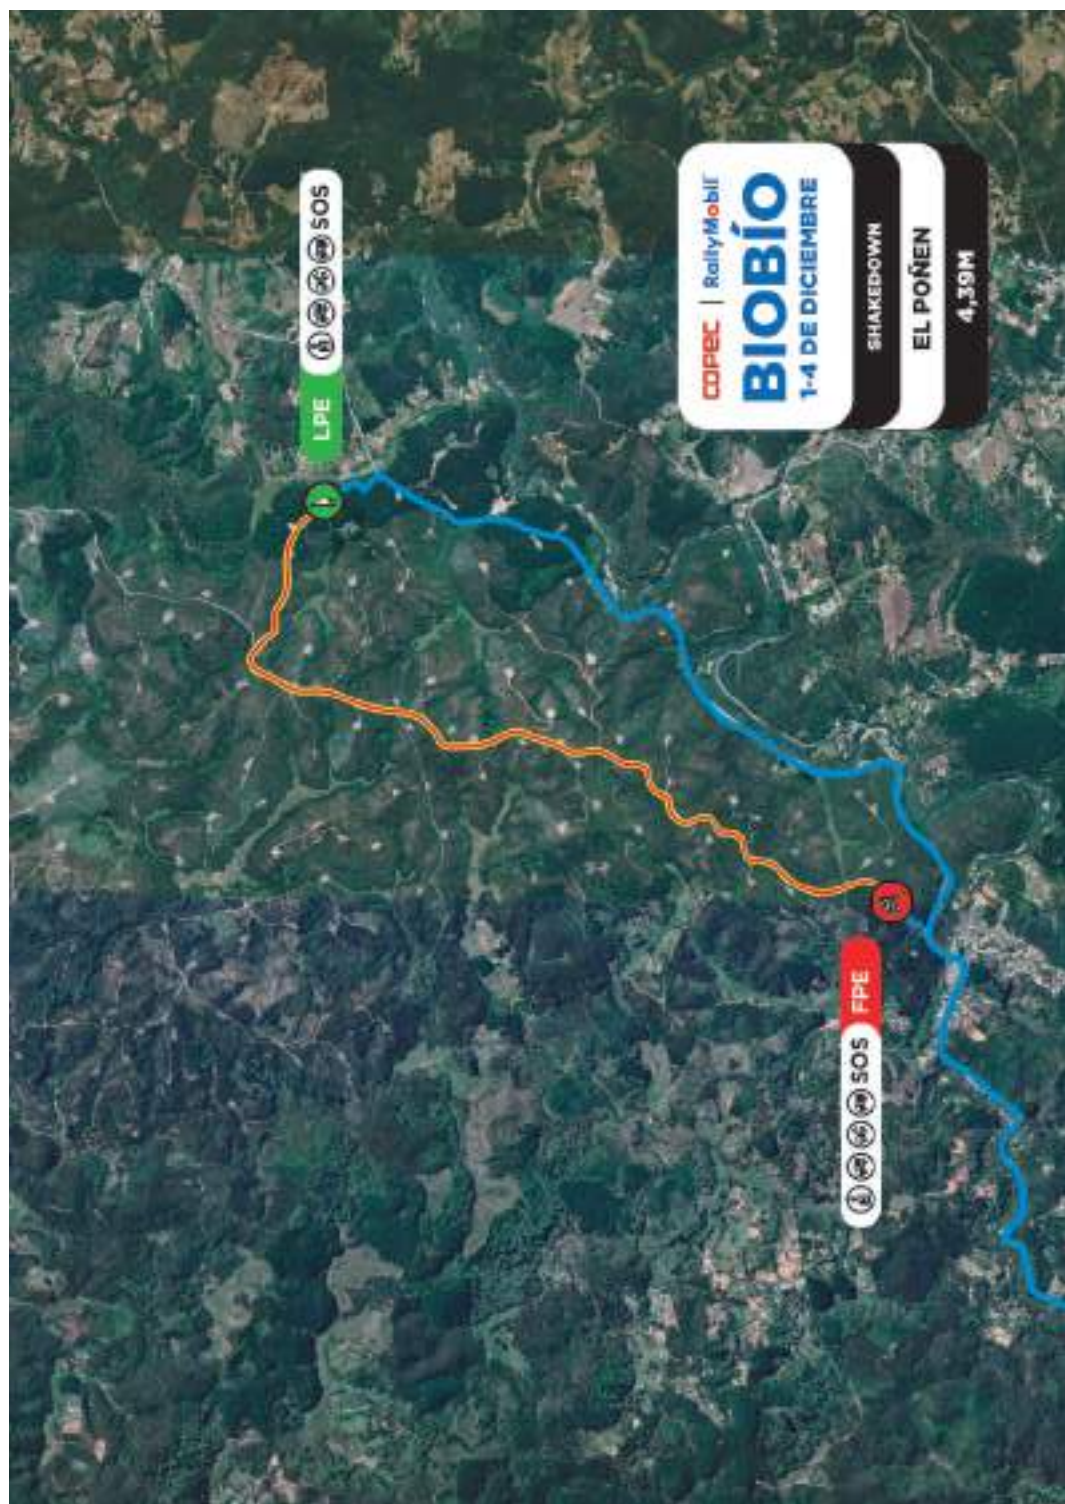 COPEC | RallyMobil
BIOBÍO
1-4 DE DICIEMBRE
SHAKEDOWN
EL POÑEN
4,39M
LPE SOS
SOS FPE